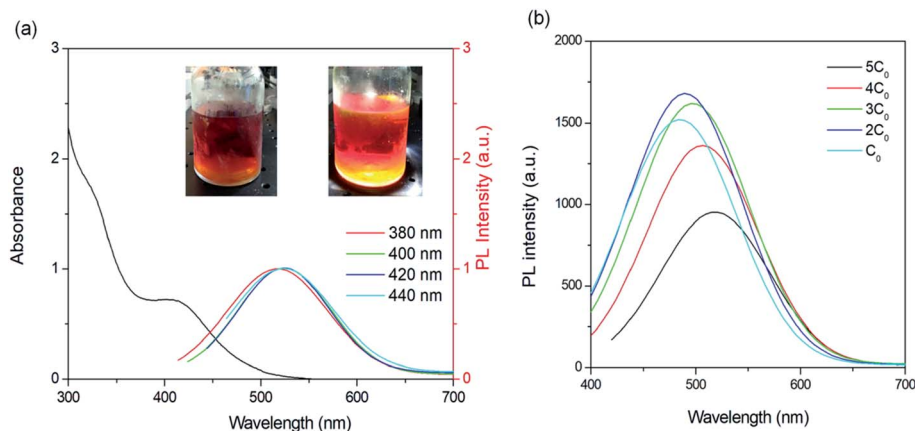 (a)
3
2
1
0
Absorbance
300
400
500
600
700
Wavelength (nm)
3
2
1
0
PL Intensity (a.u.)
380 nm
400 nm
420 nm
440 nm
(b)
2000
1500
1000
500
0
PL intensity (a.u.)
400
500
600
700
Wavelength (nm)
5C₀
4C₀
3C₀
2C₀
C₀